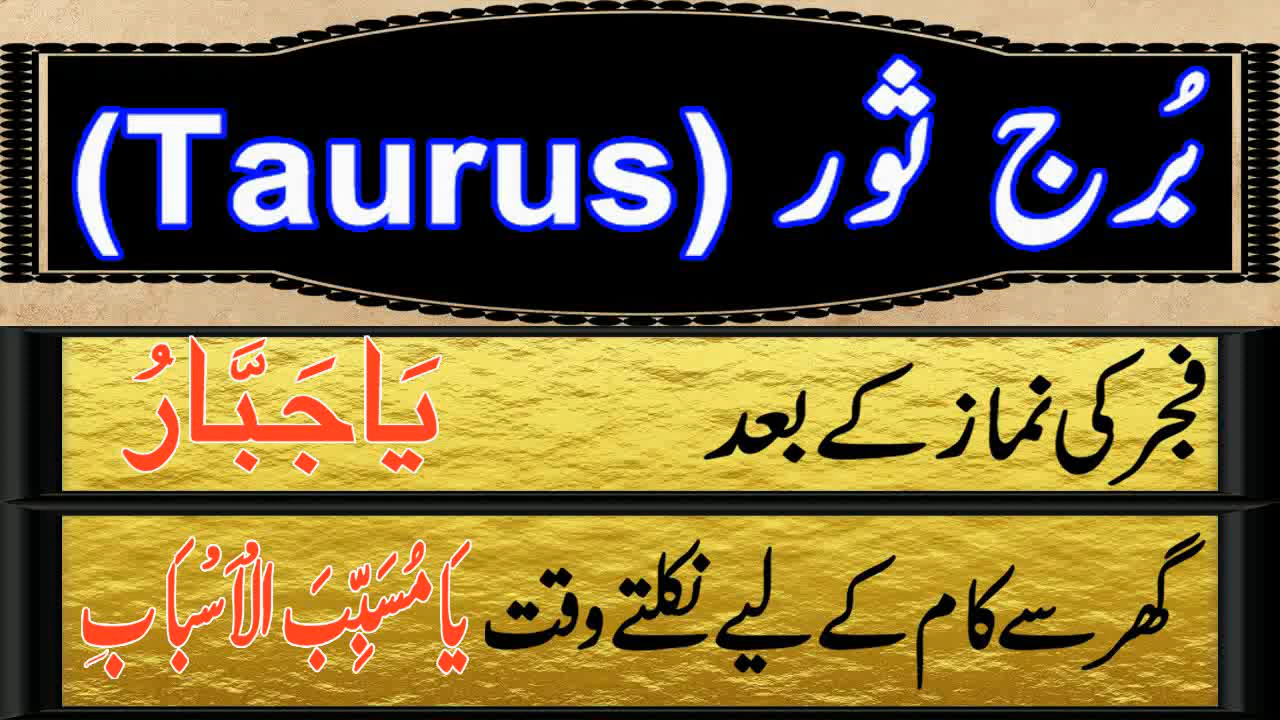 بُرج ثور (Taurus)
فجر کی نماز کے بعد يَاجَبَّارُ
گھر سے کام کے لیے نکلتے وقت يَا مُسَبِّبَ الْاَسْبَابِ